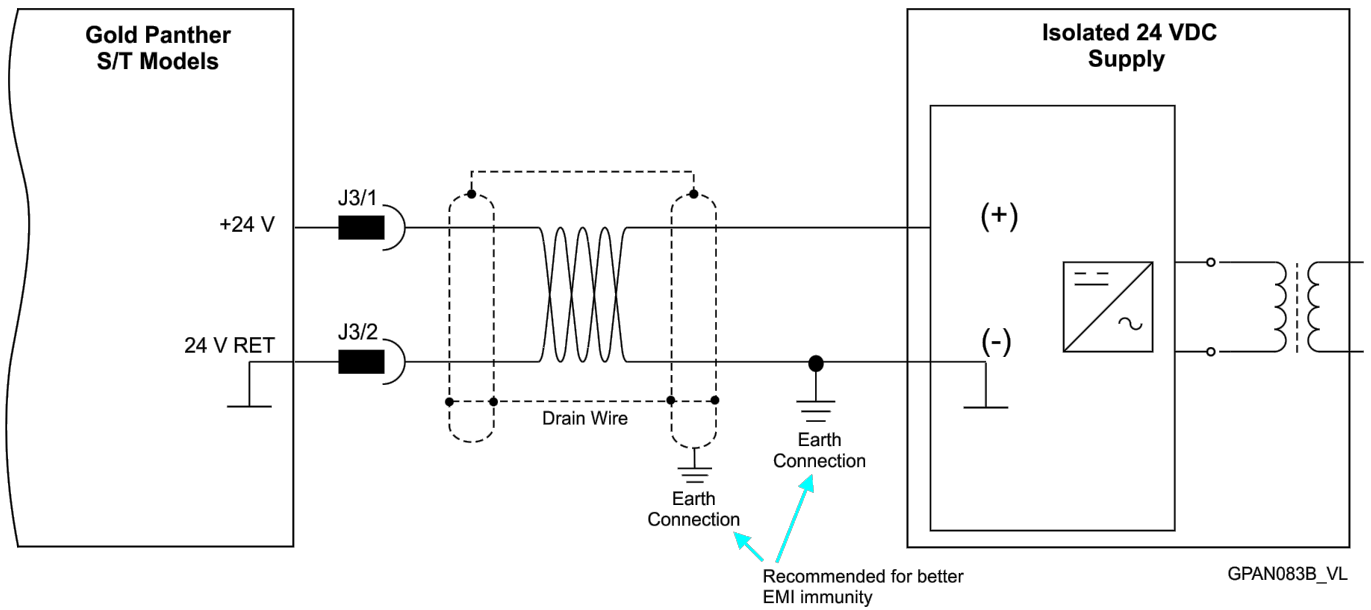 Gold Panther
S/T Models
Isolated 24 VDC
Supply
J3/1
+24 V
(+)
J3/2
24 V RET
(-)
Drain Wire
Earth
Connection
Earth
Connection
Recommended for better
EMI immunity
GPAN083B_VL